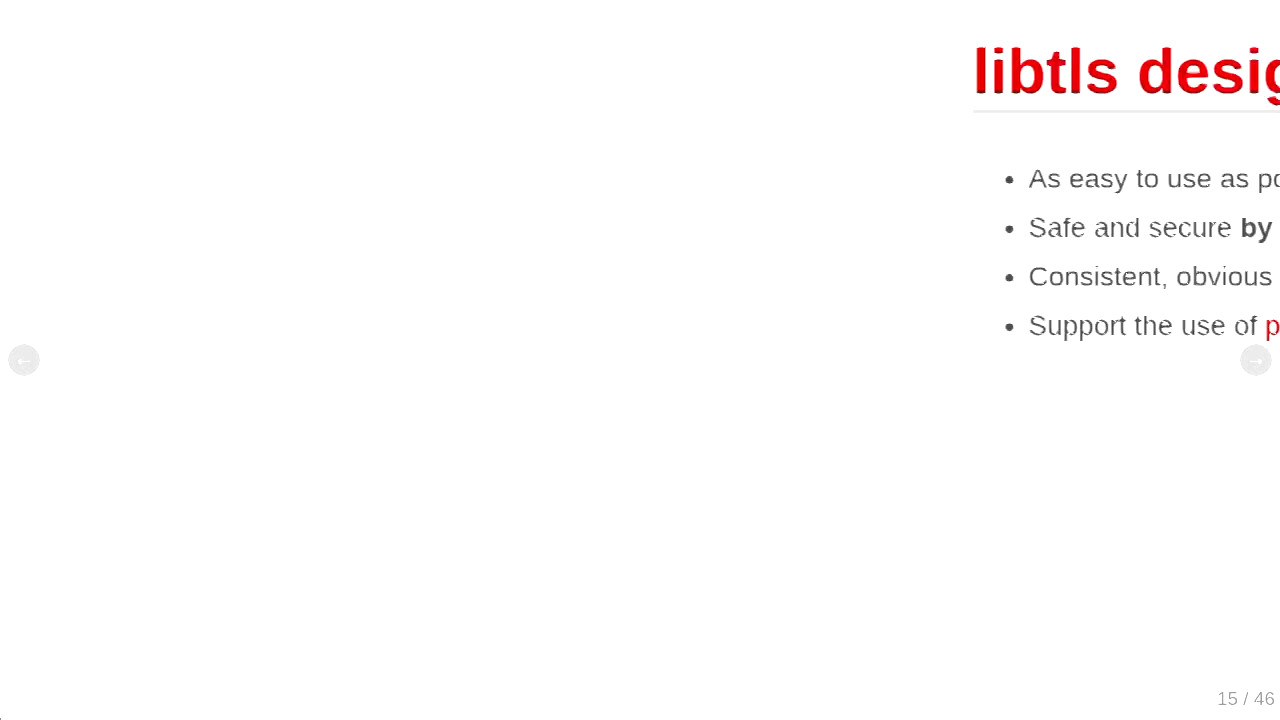 libtls desig
As easy to use as po
Safe and secure by
Consistent, obvious
Support the use of p
← →
15 / 46